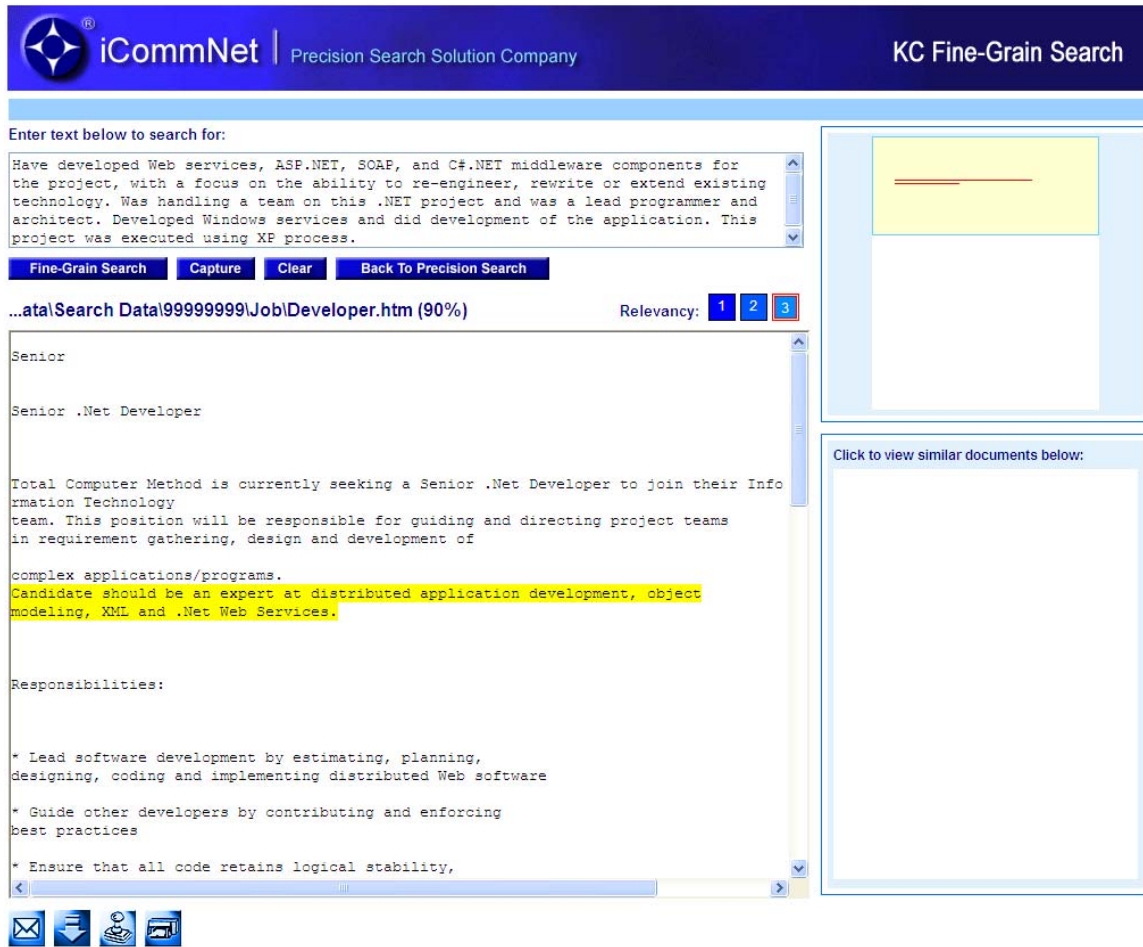 ® iCommNet | Precision Search Solution Company
KC Fine-Grain Search
Enter text below to search for:
Have developed Web services, ASP.NET, SOAP, and C#.NET middleware components for
the project, with a focus on the ability to re-engineer, rewrite or extend existing
technology. Was handling a team on this .NET project and was a lead programmer and
architect. Developed Windows services and did development of the application. This
project was executed using XP process.
Fine-Grain Search Capture Clear Back To Precision Search
...ata\Search Data\99999999\Job\Developer.htm (90%) Relevancy: 1 2 3
Senior
Senior .Net Developer
Total Computer Method is currently seeking a Senior .Net Developer to join their Info
rmation Technology
team. This position will be responsible for guiding and directing project teams
in requirement gathering, design and development of
complex applications/programs.
Candidate should be an expert at distributed application development, object
modeling, XML and .Net Web Services.
Responsibilities:
* Lead software development by estimating, planning,
designing, coding and implementing distributed Web software
* Guide other developers by contributing and enforcing
best practices
* Ensure that all code retains logical stability,
Click to view similar documents below: